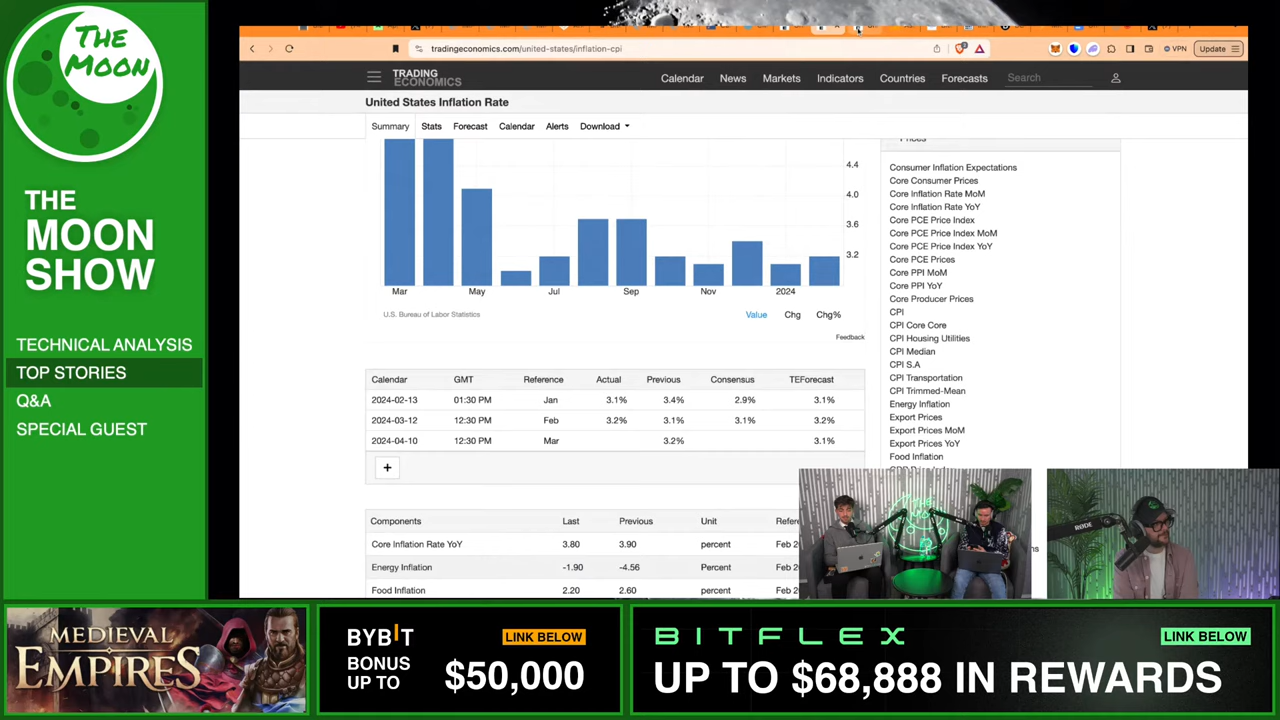 THE
MOON
THE
MOON
SHOW
TECHNICAL ANALYSIS
TOP STORIES
Q&A
SPECIAL GUEST
tradingeconomics.com/united-states/inflation-cpi
VPN
Update
TRADING
ECONOMICS
Calendar News Markets Indicators Countries Forecasts Search
United States Inflation Rate
Summary Stats Forecast Calendar Alerts Download
4.4
4.0
3.6
3.2
Mar May Jul Sep Nov 2024
U.S. Bureau of Labor Statistics
Value Chg Chg%
Feedback
Calendar GMT Reference Actual Previous Consensus TEForecast
2024-02-13 01:30 PM Jan 3.1% 3.4% 2.9% 3.1%
2024-03-12 12:30 PM Feb 3.2% 3.1% 3.1% 3.2%
2024-04-10 12:30 PM Mar 3.2% 3.1%
+
Components Last Previous Unit
Core Inflation Rate YoY 3.80 3.90 percent
Energy Inflation -1.90 -4.56 Percent
Food Inflation 2.20 2.60 percent
Prices
Consumer Inflation Expectations
Core Consumer Prices
Core Inflation Rate MoM
Core Inflation Rate YoY
Core PCE Price Index
Core PCE Price Index MoM
Core PCE Price Index YoY
Core PCE Prices
Core PPI MoM
Core PPI YoY
Core Producer Prices
CPI
CPI Core Core
CPI Housing Utilities
CPI Median
CPI S.A
CPI Transportation
CPI Trimmed-Mean
Energy Inflation
Export Prices
Export Prices MoM
Export Prices YoY
Food Inflation
RØDE
MEDIEVAL
EMPIRES
BYBIT
LINK BELOW
BONUS
UP TO
$50,000
BITFLEX
LINK BELOW
UP TO $68,888 IN REWARDS